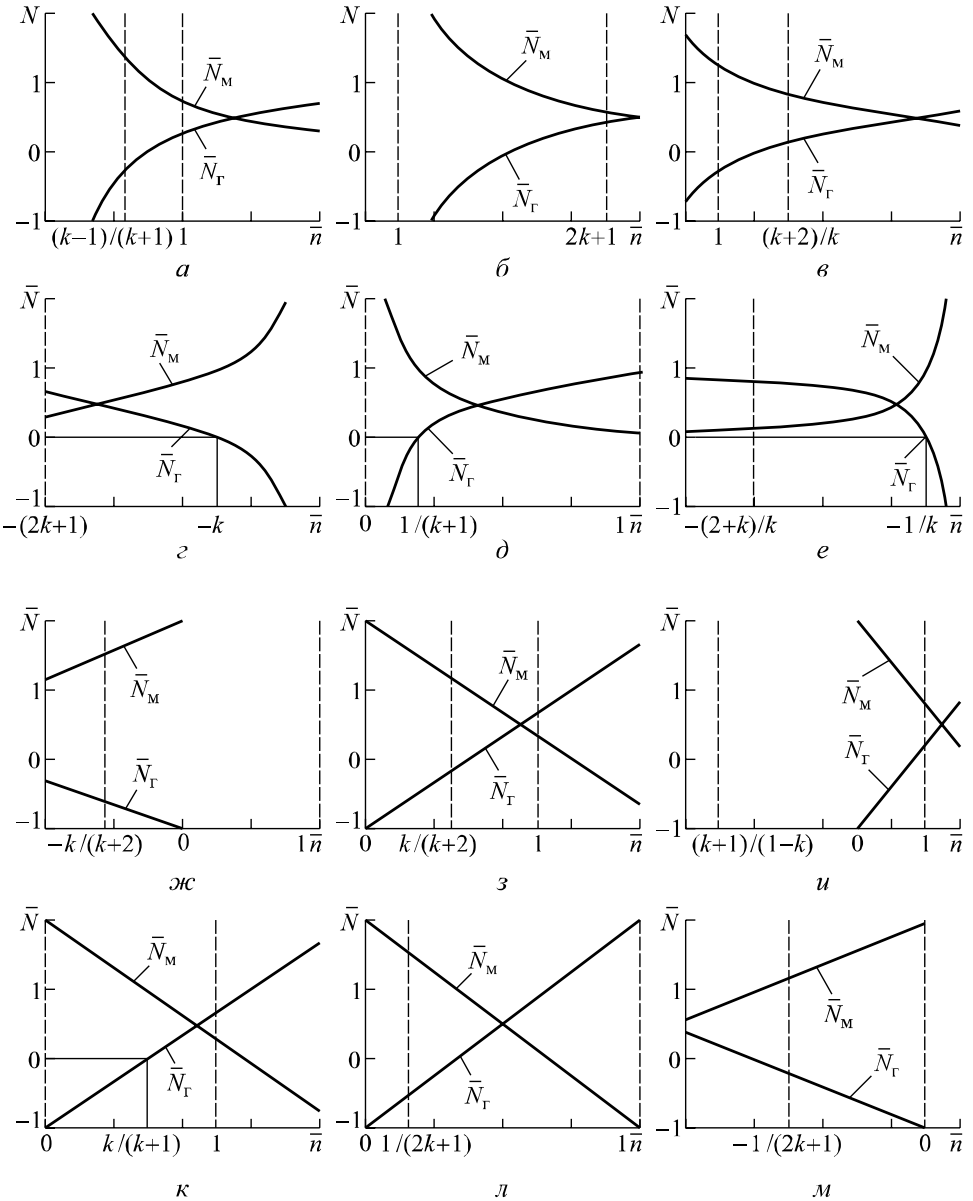 N 1 0 −1 N̄м N̄г (k−1)/(k+1) 1 n̄
а
1 0 −1 N̄м N̄г 1 2k+1 n̄
б
N 1 0 −1 N̄м N̄г 1 (k+2)/k n̄
в
N̄ 1 0 −1 N̄м N̄г −(2k+1) −k n̄
г
N̄ 1 0 −1 N̄м N̄г 0 1/(k+1) 1 n̄
д
N̄ 1 0 −1 N̄м N̄г −(2+k)/k −1/k n̄
е
N̄ 1 0 −1 N̄м N̄г −k/(k+2) 0 1 n̄
ж
N̄ 1 0 −1 N̄м N̄г 0 k/(k+2) 1 n̄
з
N̄ 1 0 −1 N̄м N̄г (k+1)/(1−k) 0 1 n̄
и
N̄ 1 0 −1 N̄м N̄г 0 k/(k+1) 1 n̄
к
N̄ 1 0 −1 N̄м N̄г 0 1/(2k+1) 1 n̄
л
N̄ 1 0 −1 N̄м N̄г −1/(2k+1) 0 n̄
м